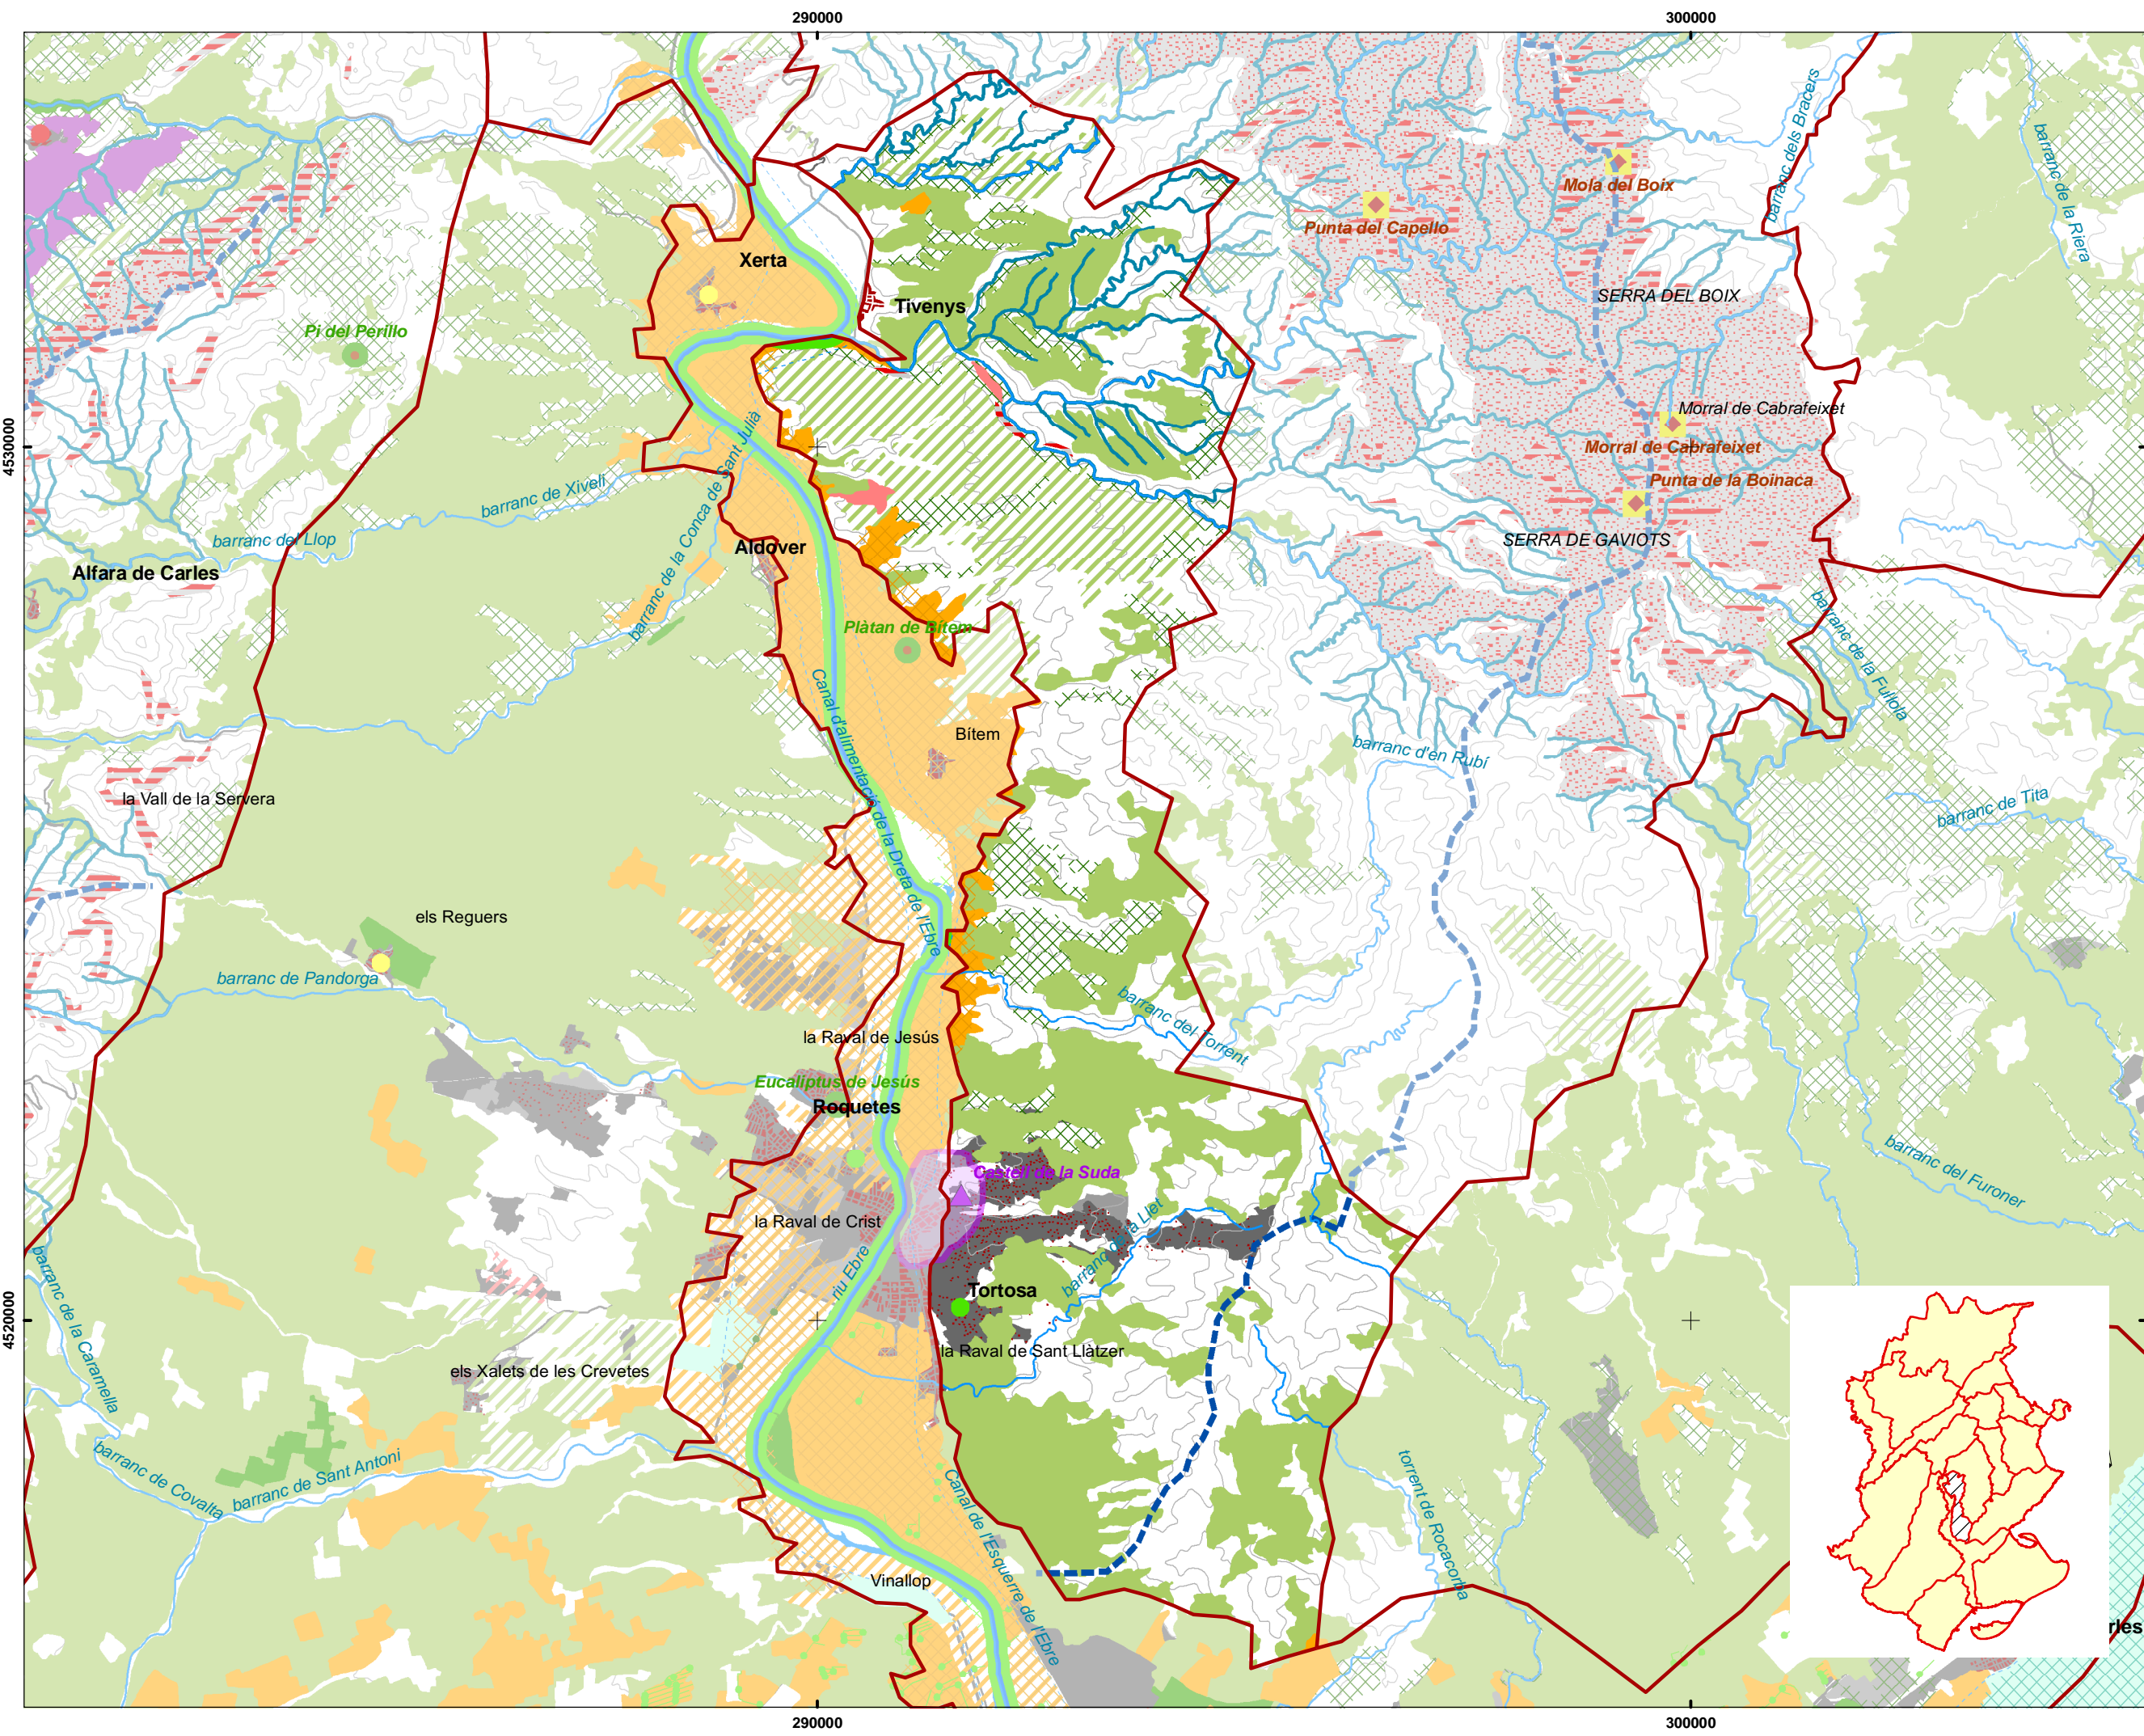 290000
300000
barranc dels Bracers
barranc de la Riera
Mola del Boix
Punta del Capello
Xerta
SERRA DEL BOIX
Tivenys
Pi del Perillo
Morral de Cabrafeixet
4530000
Morral de Cabrafeixet
Punta de la Boinaca
barranc de Xiveli
barranc de la Conca de Sant Julià
barranc del Llop
SERRA DE GAVIOTS
Aldover
Alfara de Carles
barranc de la Fullola
Plàtan de Bítem
Canal d'alimentació de la Dreta de l'Ebre
Bítem
barranc d'en Rubí
la Vall de la Servera
barranc de Tita
els Reguers
barranc de Pandorga
barranc del Torrent
la Raval de Jesús
Eucaliptus de Jesús
Roquetes
barranc del Furoner
Castell de la Suda
la Raval de Crist
barranc de la Llet
riu Ebre
barranc de la Caramella
Tortosa
4520000
la Raval de Sant Llàtzer
els Xalets de les Crevetes
barranc de Covalta
barranc de Sant Antoni
Canal de l'Esquerre de l'Ebre
torrent de Rocacorba
Vinallop
rles
290000
300000